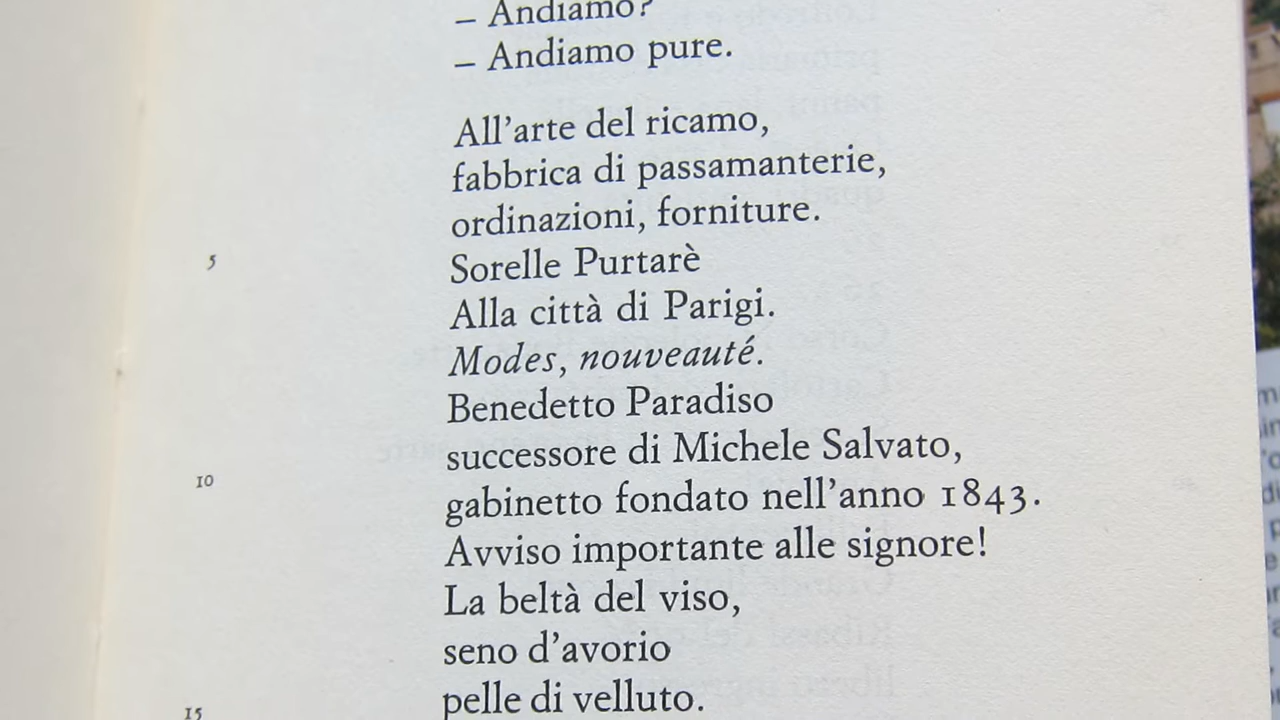 – Andiamo?
– Andiamo pure.
All'arte del ricamo,
fabbrica di passamanterie,
ordinazioni, forniture.
5 Sorelle Purtarè
Alla città di Parigi.
Modes, nouveauté.
Benedetto Paradiso
successore di Michele Salvato,
10 gabinetto fondato nell'anno 1843.
Avviso importante alle signore!
La beltà del viso,
seno d'avorio
15 pelle di velluto.